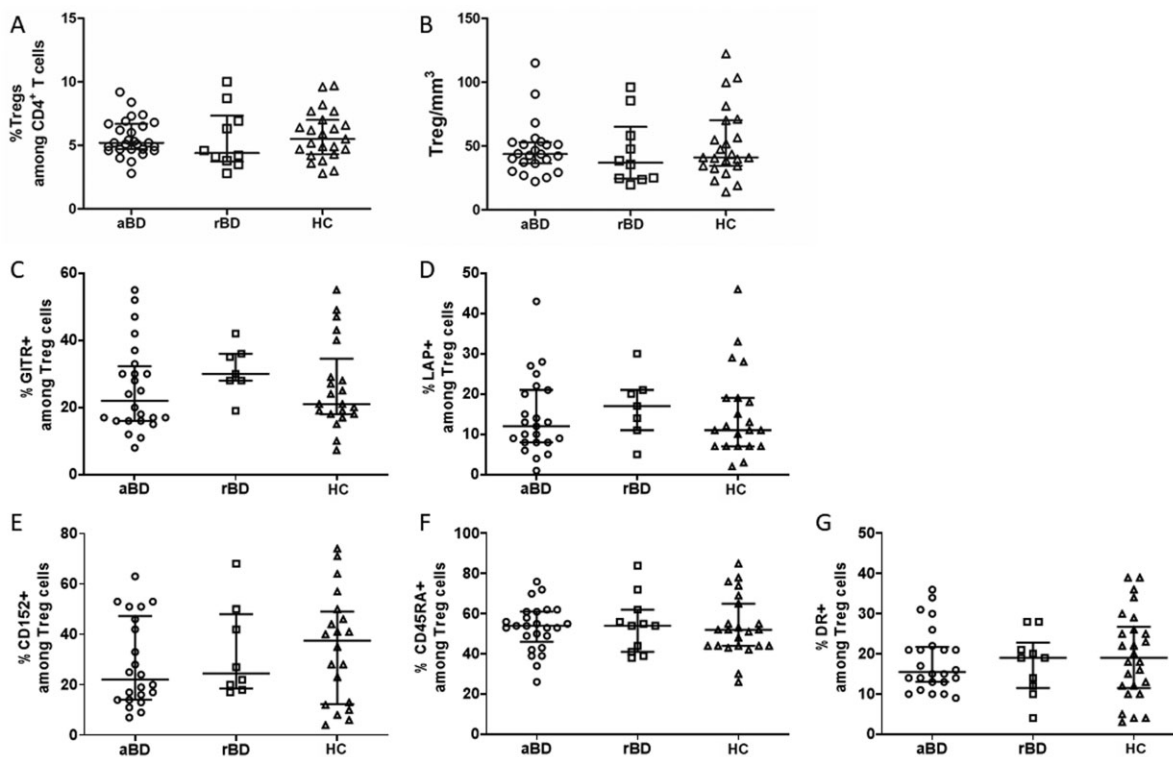 A
%Tregs
among CD4⁺ T cells
15
10
5
0
aBD
rBD
HC
B
Treg/mm³
150
100
50
0
aBD
rBD
HC
C
% GITR+
among Treg cells
60
40
20
0
aBD
rBD
HC
D
% LAP+
among Treg cells
50
40
30
20
10
0
aBD
rBD
HC
E
% CD152+
among Treg cells
80
60
40
20
0
aBD
rBD
HC
F
% CD45RA+
among Treg cells
100
80
60
40
20
0
aBD
rBD
HC
G
% DR+
among Treg cells
50
40
30
20
10
0
aBD
rBD
HC